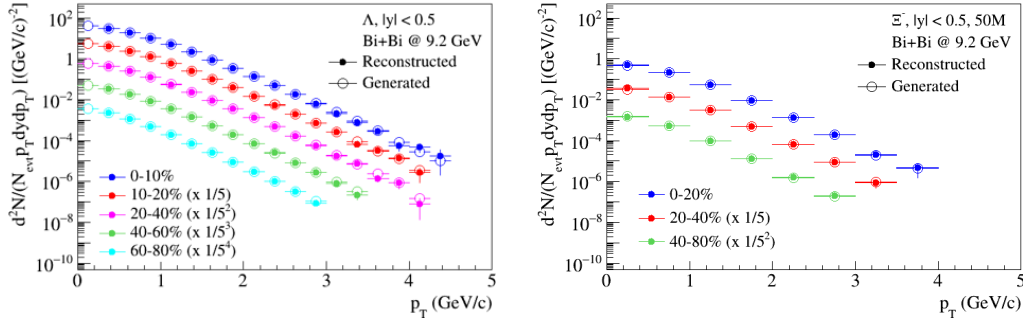 d²N/(N_evt p_T dydp_T) [(GeV/c)⁻²]
10²
1
10⁻²
10⁻⁴
10⁻⁶
10⁻⁸
10⁻¹⁰
Λ, |y| < 0.5
Bi+Bi @ 9.2 GeV
Reconstructed
Generated
0-10%
10-20% (x 1/5)
20-40% (x 1/5²)
40-60% (x 1/5³)
60-80% (x 1/5⁴)
0 1 2 3 4 5
p_T (GeV/c)
d²N/(N_evt p_T dydp_T) [(GeV/c)⁻²]
10²
1
10⁻²
10⁻⁴
10⁻⁶
10⁻⁸
10⁻¹⁰
Ξ⁻, |y| < 0.5, 50M
Bi+Bi @ 9.2 GeV
Reconstructed
Generated
0-20%
20-40% (x 1/5)
40-80% (x 1/5²)
0 1 2 3 4 5
p_T (GeV/c)